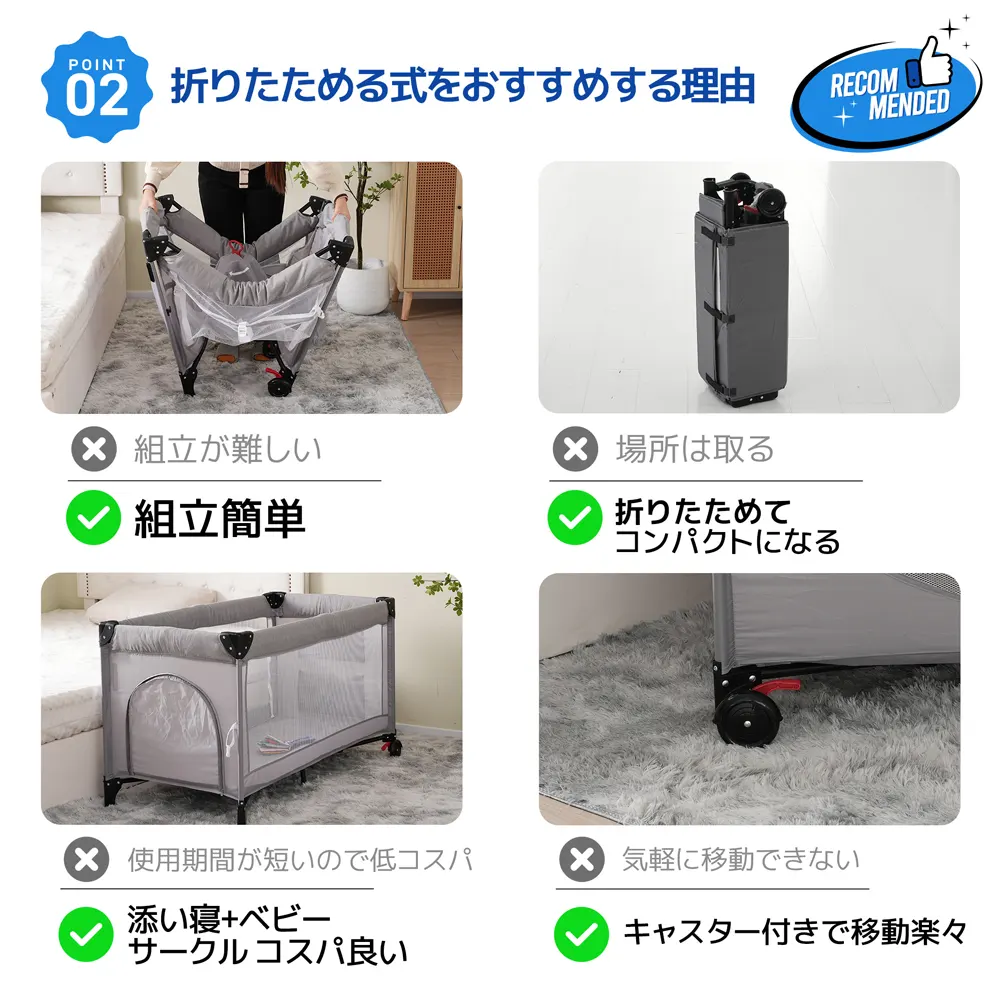 POINT
02
折りたためる式をおすすめする理由
RECOM
MENDED
組立が難しい
場所は取る
組立簡単
折りたためて
コンパクトになる
使用期間が短いので低コスパ
気軽に移動できない
添い寝+ベビー
サークル コスパ良い
キャスター付きで移動楽々